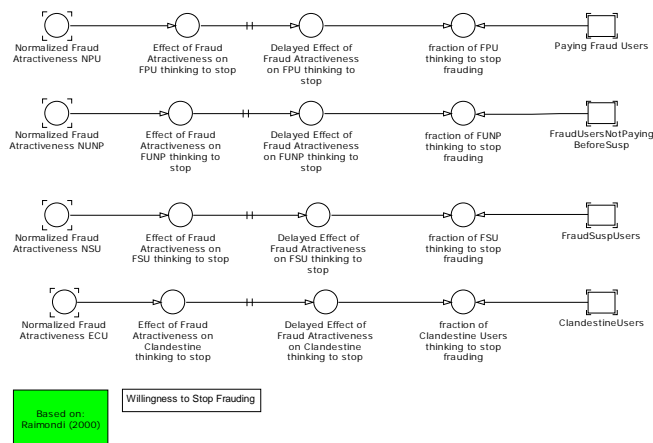 Normalized Fraud
Atractiveness NPU
Effect of Fraud
Atractiveness on
FPU thinking to stop
Delayed Effect of
Fraud Atractiveness
on FPU thinking to
stop
fraction of FPU
thinking to stop
frauding
Paying Fraud Users
Normalized Fraud
Atractiveness NUNP
Effect of Fraud
Atractiveness on
FUNP thinking to
stop
Delayed Effect of
Fraud Atractiveness
on FUNP thinking to
stop
fraction of FUNP
thinking to stop
frauding
FraudUsersNotPaying
BeforeSusp
Normalized Fraud
Atractiveness NSU
Effect of Fraud
Atractiveness on
FSU thinking to stop
Delayed Effect of
Fraud Atractiveness
on FSU thinking to
stop
fraction of FSU
thinking to stop
frauding
FraudSuspUsers
Normalized Fraud
Atractiveness ECU
Effect of Fraud
Atractiveness on
Clandestine
thinking to stop
Delayed Effect of
Fraud Atractiveness
on Clandestine
thinking to stop
fraction of
Clandestine Users
thinking to stop
frauding
ClandestineUsers
Based on:
Raimondi (2000)
Willingness to Stop Frauding